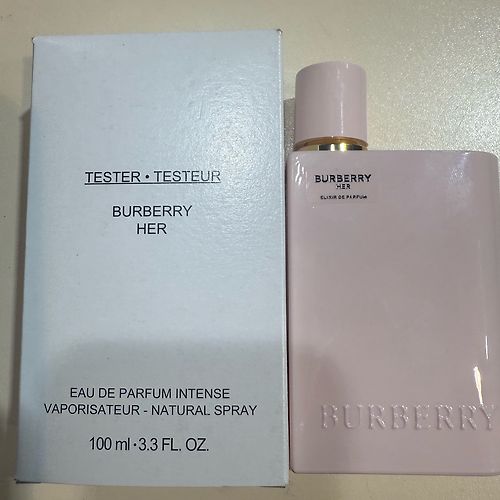 TESTER • TESTEUR
BURBERRY
HER
EAU DE PARFUM INTENSE
VAPORISATEUR - NATURAL SPRAY
100 ml • 3.3 FL. OZ.
BURBERRY
HER
ELIXIR DE PARFUM
BURBERRY